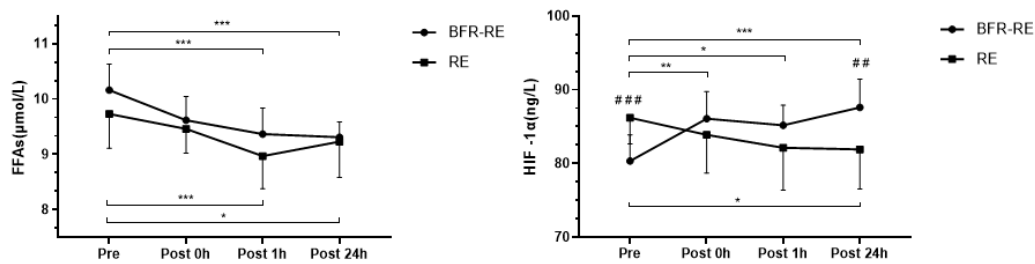 FFAs(μmol/L)
11
10
9
8
***
***
***
*
Pre
Post 0h
Post 1h
Post 24h
BFR-RE
RE
HIF -1α(ng/L)
100
90
80
70
***
*
**
##
###
*
Pre
Post 0h
Post 1h
Post 24h
BFR-RE
RE